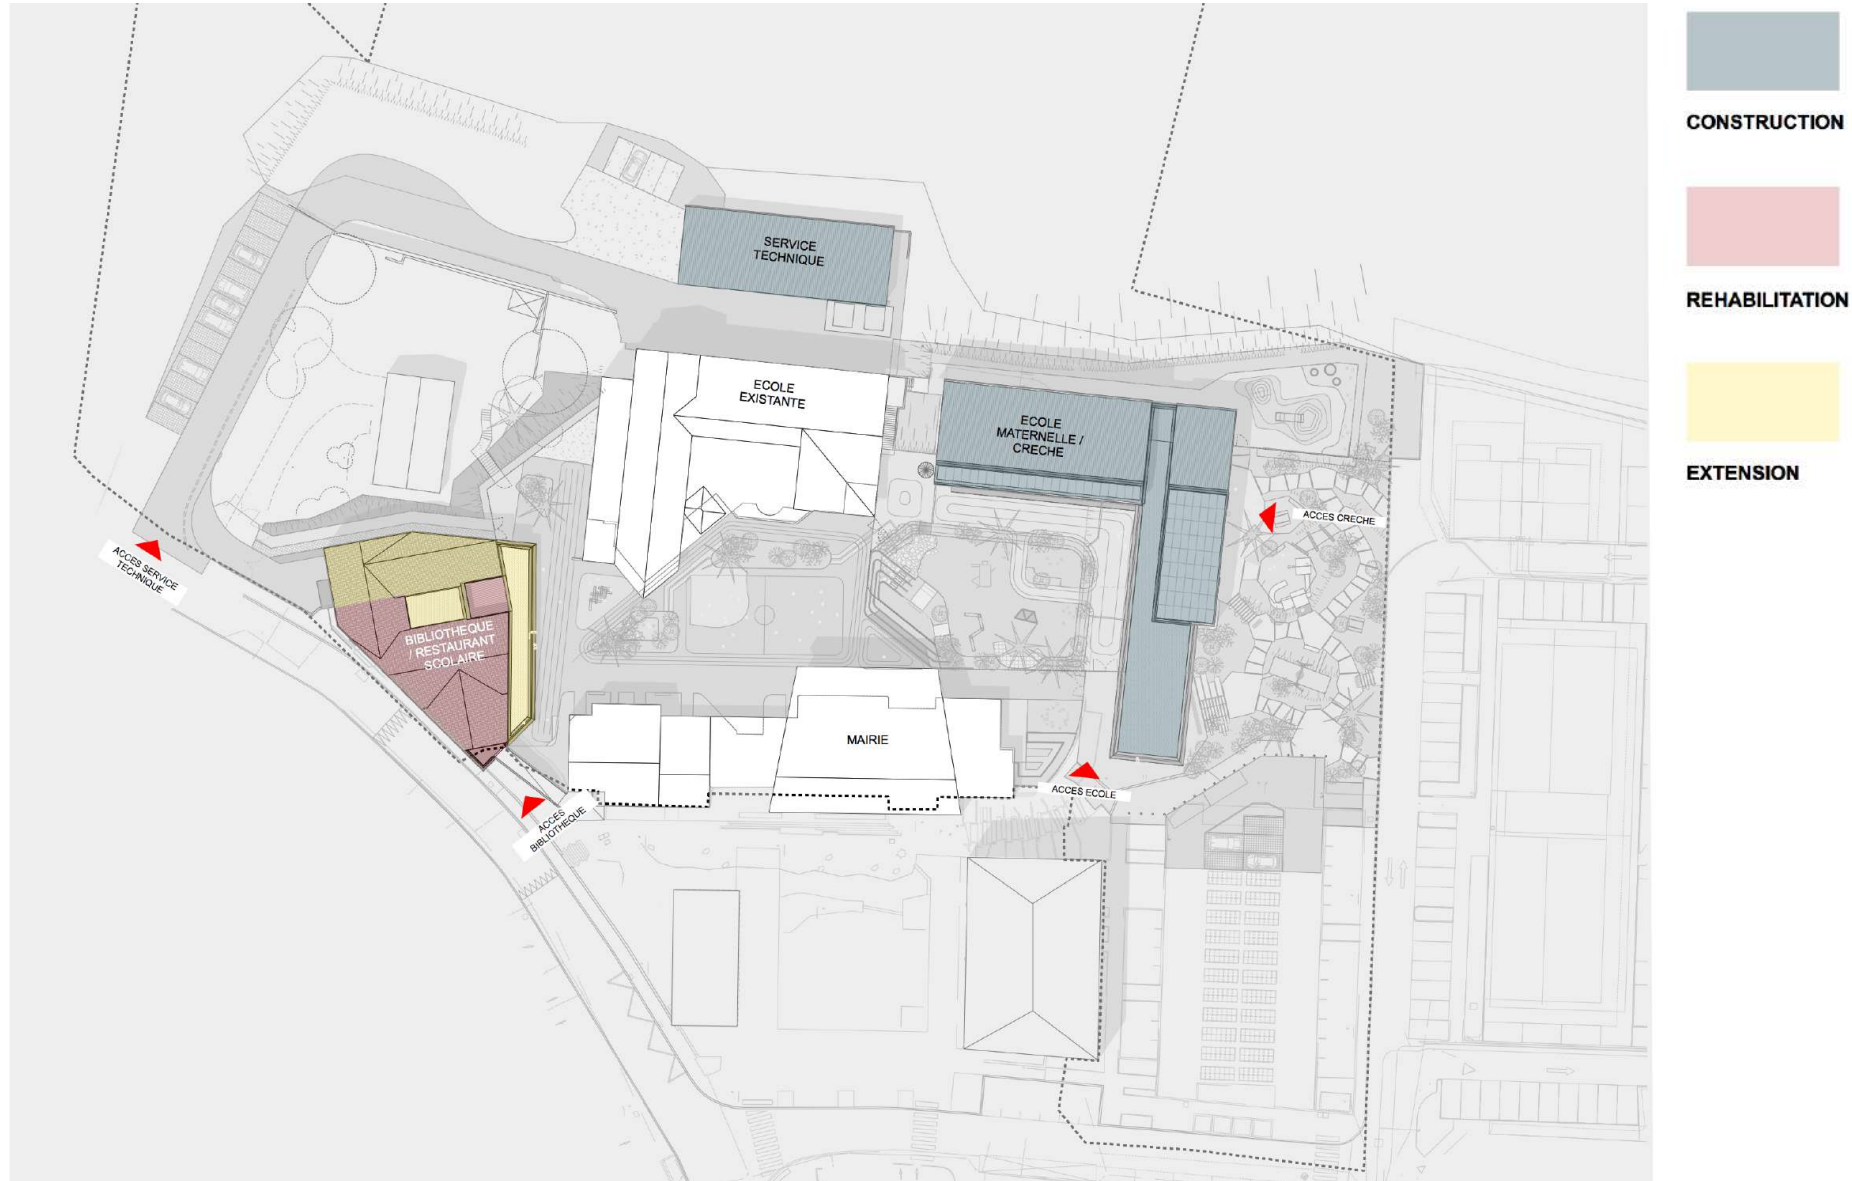 CONSTRUCTION
REHABILITATION
EXTENSION
SERVICE
TECHNIQUE
ECOLE
EXISTANTE
ECOLE
MATERNELLE /
CRECHE
ACCES CRECHE
ACCES SERVICE
TECHNIQUE
BIBLIOTHEQUE
/ RESTAURANT
SCOLAIRE
MAIRIE
ACCES ECOLE
ACCES
BIBLIOTHEQUE